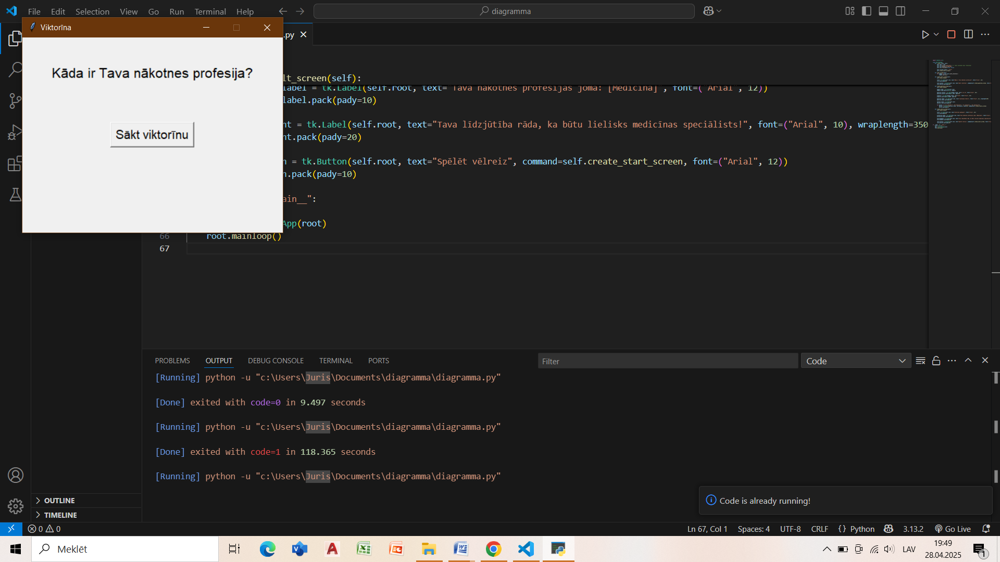 File Edit Selection View Go Run Terminal Help
diagramma
Viktorīna
.py
Kāda ir Tava nākotnes profesija?
Sākt viktorīnu
lt_screen(self):
label = tk.Label(self.root, text="Tava nākotnes profesijas joma: [Medicīna]", font=("Arial", 12))
label.pack(pady=10)
nt = tk.Label(self.root, text="Tava līdzjūtība rāda, ka būtu lielisks medicīnas speciālists!", font=("Arial", 10), wraplength=350
nt.pack(pady=20)
n = tk.Button(self.root, text="Spēlēt vēlreiz", command=self.create_start_screen, font=("Arial", 12))
n.pack(pady=10)
ain__":
App(root)
66 root.mainloop()
67
PROBLEMS OUTPUT DEBUG CONSOLE TERMINAL PORTS
Filter
Code
[Running] python -u "c:\Users\Juris\Documents\diagramma\diagramma.py"
[Done] exited with code=0 in 9.497 seconds
[Running] python -u "c:\Users\Juris\Documents\diagramma\diagramma.py"
[Done] exited with code=1 in 118.365 seconds
[Running] python -u "c:\Users\Juris\Documents\diagramma\diagramma.py"
Code is already running!
OUTLINE
TIMELINE
0 0
Ln 67, Col 1 Spaces: 4 UTF-8 CRLF {} Python 3.13.2 Go Live
Meklēt
LAV
19:49
28.04.2025
1